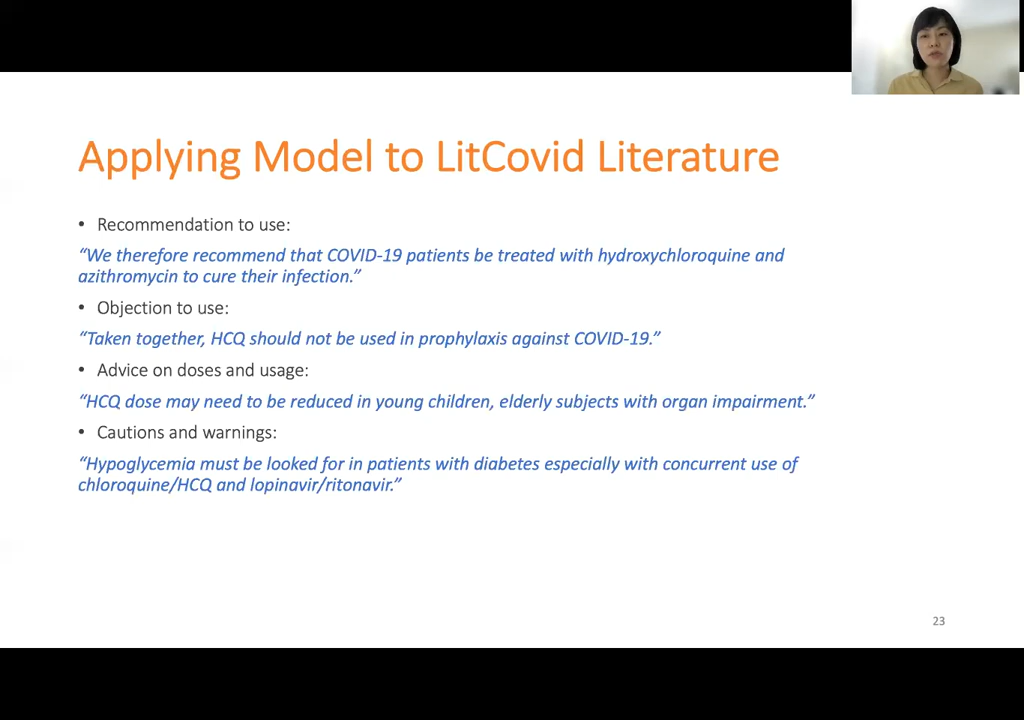 Applying Model to LitCovid Literature
• Recommendation to use:
“We therefore recommend that COVID-19 patients be treated with hydroxychloroquine and
azithromycin to cure their infection.”
• Objection to use:
“Taken together, HCQ should not be used in prophylaxis against COVID-19.”
• Advice on doses and usage:
“HCQ dose may need to be reduced in young children, elderly subjects with organ impairment.”
• Cautions and warnings:
“Hypoglycemia must be looked for in patients with diabetes especially with concurrent use of
chloroquine/HCQ and lopinavir/ritonavir.”
23